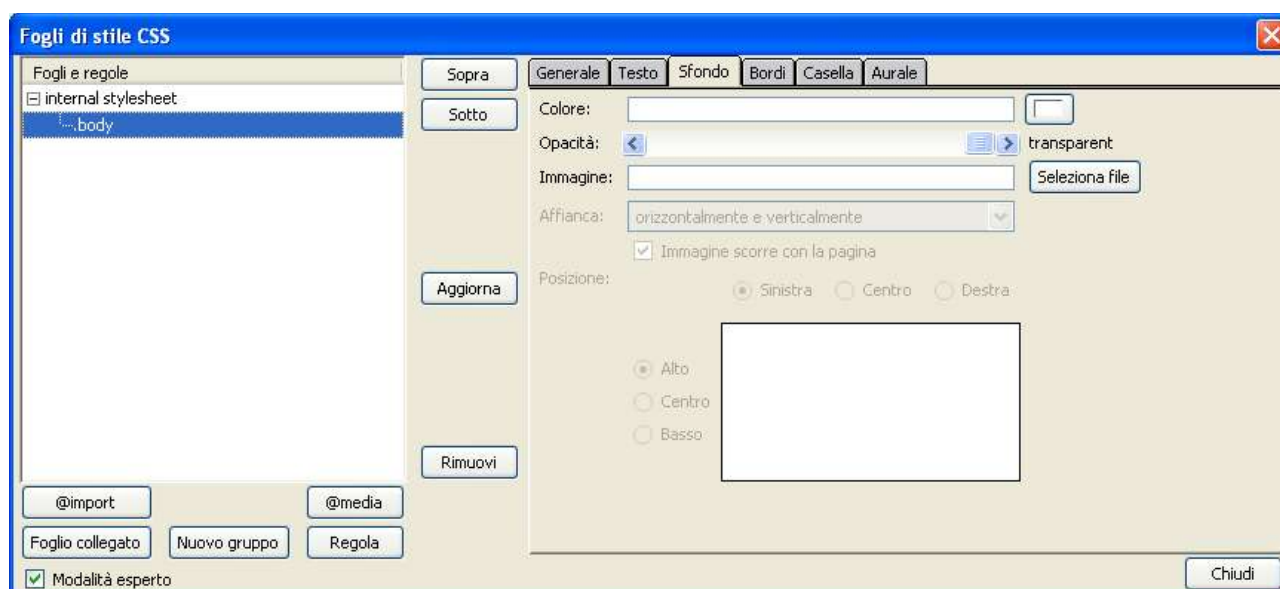 Fogli di stile CSS
Fogli e regole
internal stylesheet
.body
@import
@media
Foglio collegato
Nuovo gruppo
Regola
Modalità esperto
Sopra
Sotto
Aggiorna
Rimuovi
Generale Testo Sfondo Bordi Casella Aurale
Colore:
Opacità: transparent
Immagine: Seleziona file
Affianca: orizzontalmente e verticalmente
Immagine scorre con la pagina
Posizione: Sinistra Centro Destra
Alto
Centro
Basso
Chiudi